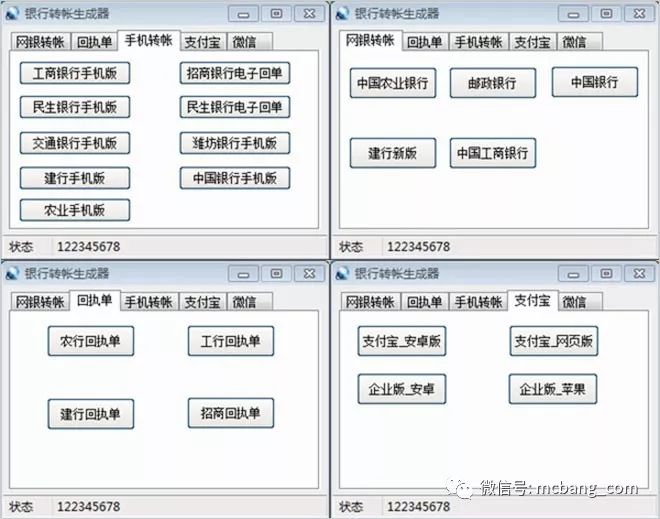 银行转帐生成器
网银转帐 回执单 手机转帐 支付宝 微信
工商银行手机版 招商银行电子回单
民生银行手机版 民生银行电子回单
交通银行手机版 潍坊银行手机版
建行手机版 中国银行手机版
农业手机版
状态 122345678
银行转帐生成器
网银转帐 回执单 手机转帐 支付宝 微信
中国农业银行 邮政银行 中国银行
建行新版 中国工商银行
状态 122345678
银行转帐生成器
网银转帐 回执单 手机转帐 支付宝 微信
农行回执单 工行回执单
建行回执单 招商回执单
状态 122345678
银行转帐生成器
网银转帐 回执单 手机转帐 支付宝 微信
支付宝_安卓版 支付宝_网页版
企业版_安卓 企业版_苹果
微信号: mcbang_com
状态 122345678